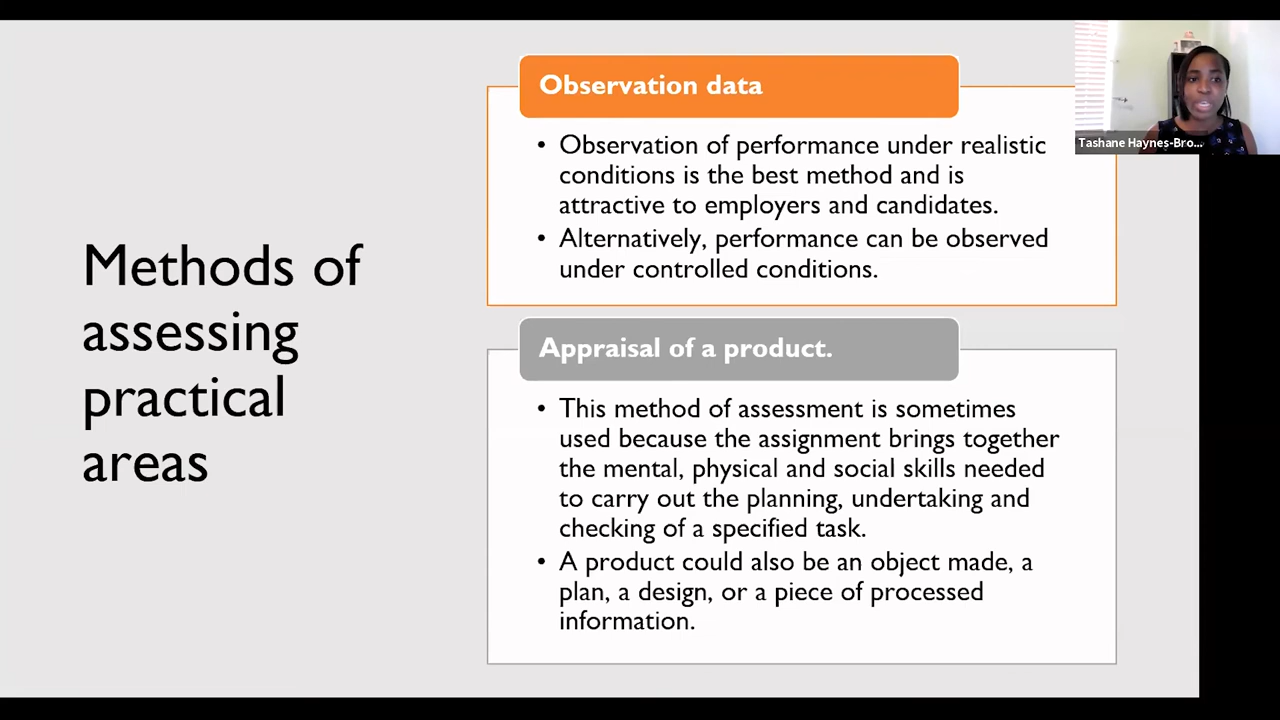 Methods of
assessing
practical
areas
Observation data
• Observation of performance under realistic
conditions is the best method and is
attractive to employers and candidates.
• Alternatively, performance can be observed
under controlled conditions.
Appraisal of a product.
• This method of assessment is sometimes
used because the assignment brings together
the mental, physical and social skills needed
to carry out the planning, undertaking and
checking of a specified task.
• A product could also be an object made, a
plan, a design, or a piece of processed
information.
Tashane Haynes-Bro...